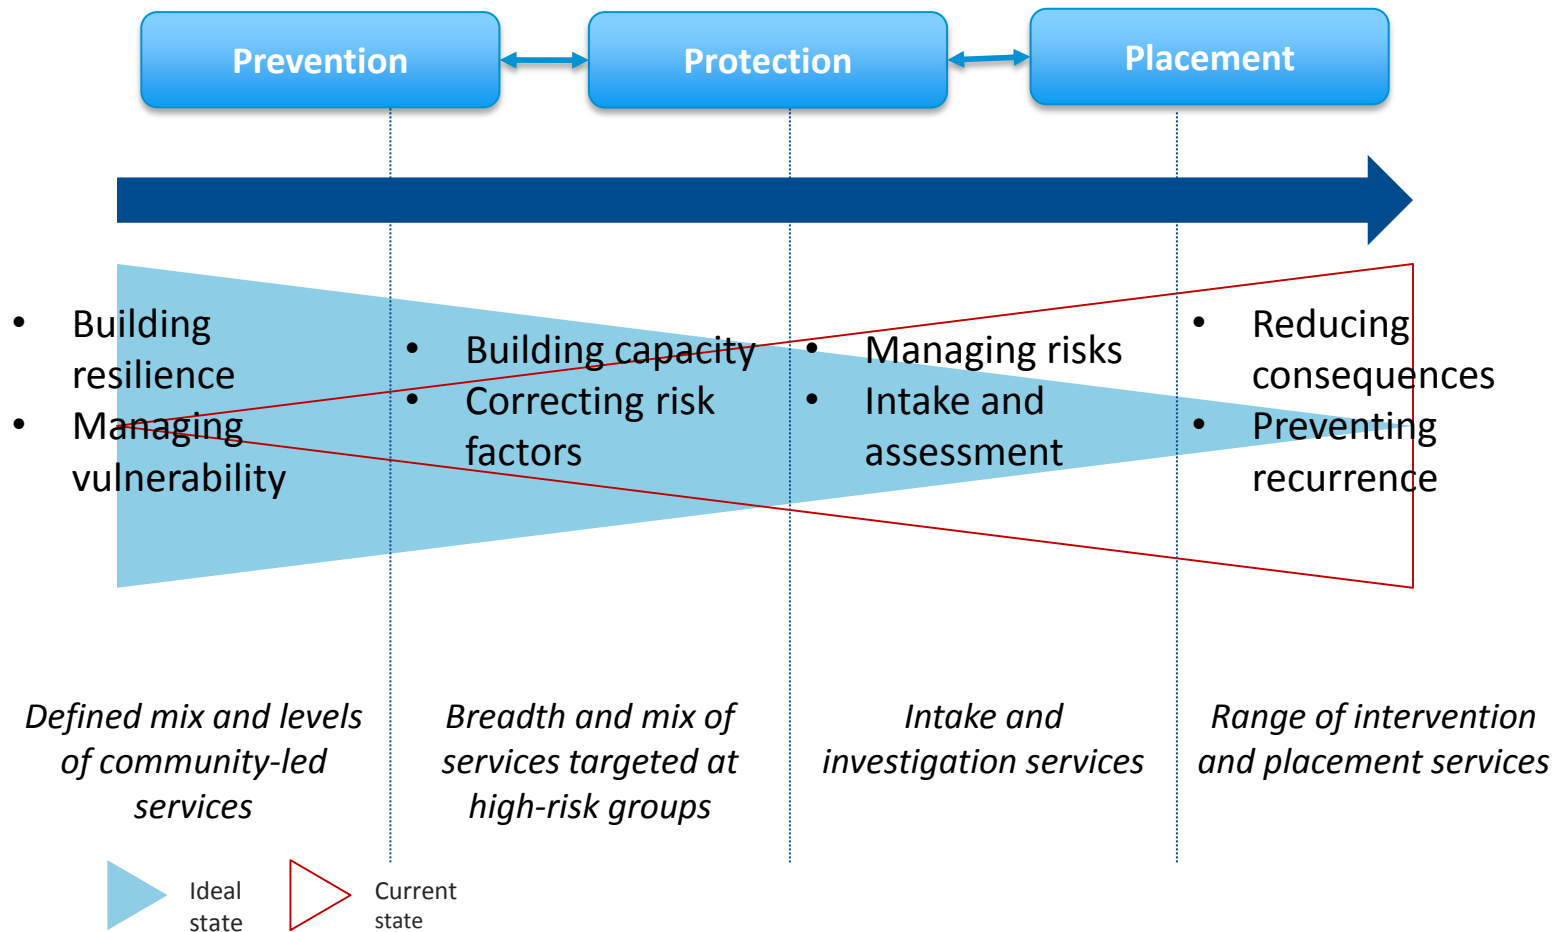 Prevention
Protection
Placement
• Building
resilience
• Managing
vulnerability
• Building capacity
• Correcting risk
factors
• Managing risks
• Intake and
assessment
• Reducing
consequences
• Preventing
recurrence
Defined mix and levels
of community-led
services
Breadth and mix of
services targeted at
high-risk groups
Intake and
investigation services
Range of intervention
and placement services
Ideal
state
Current
state